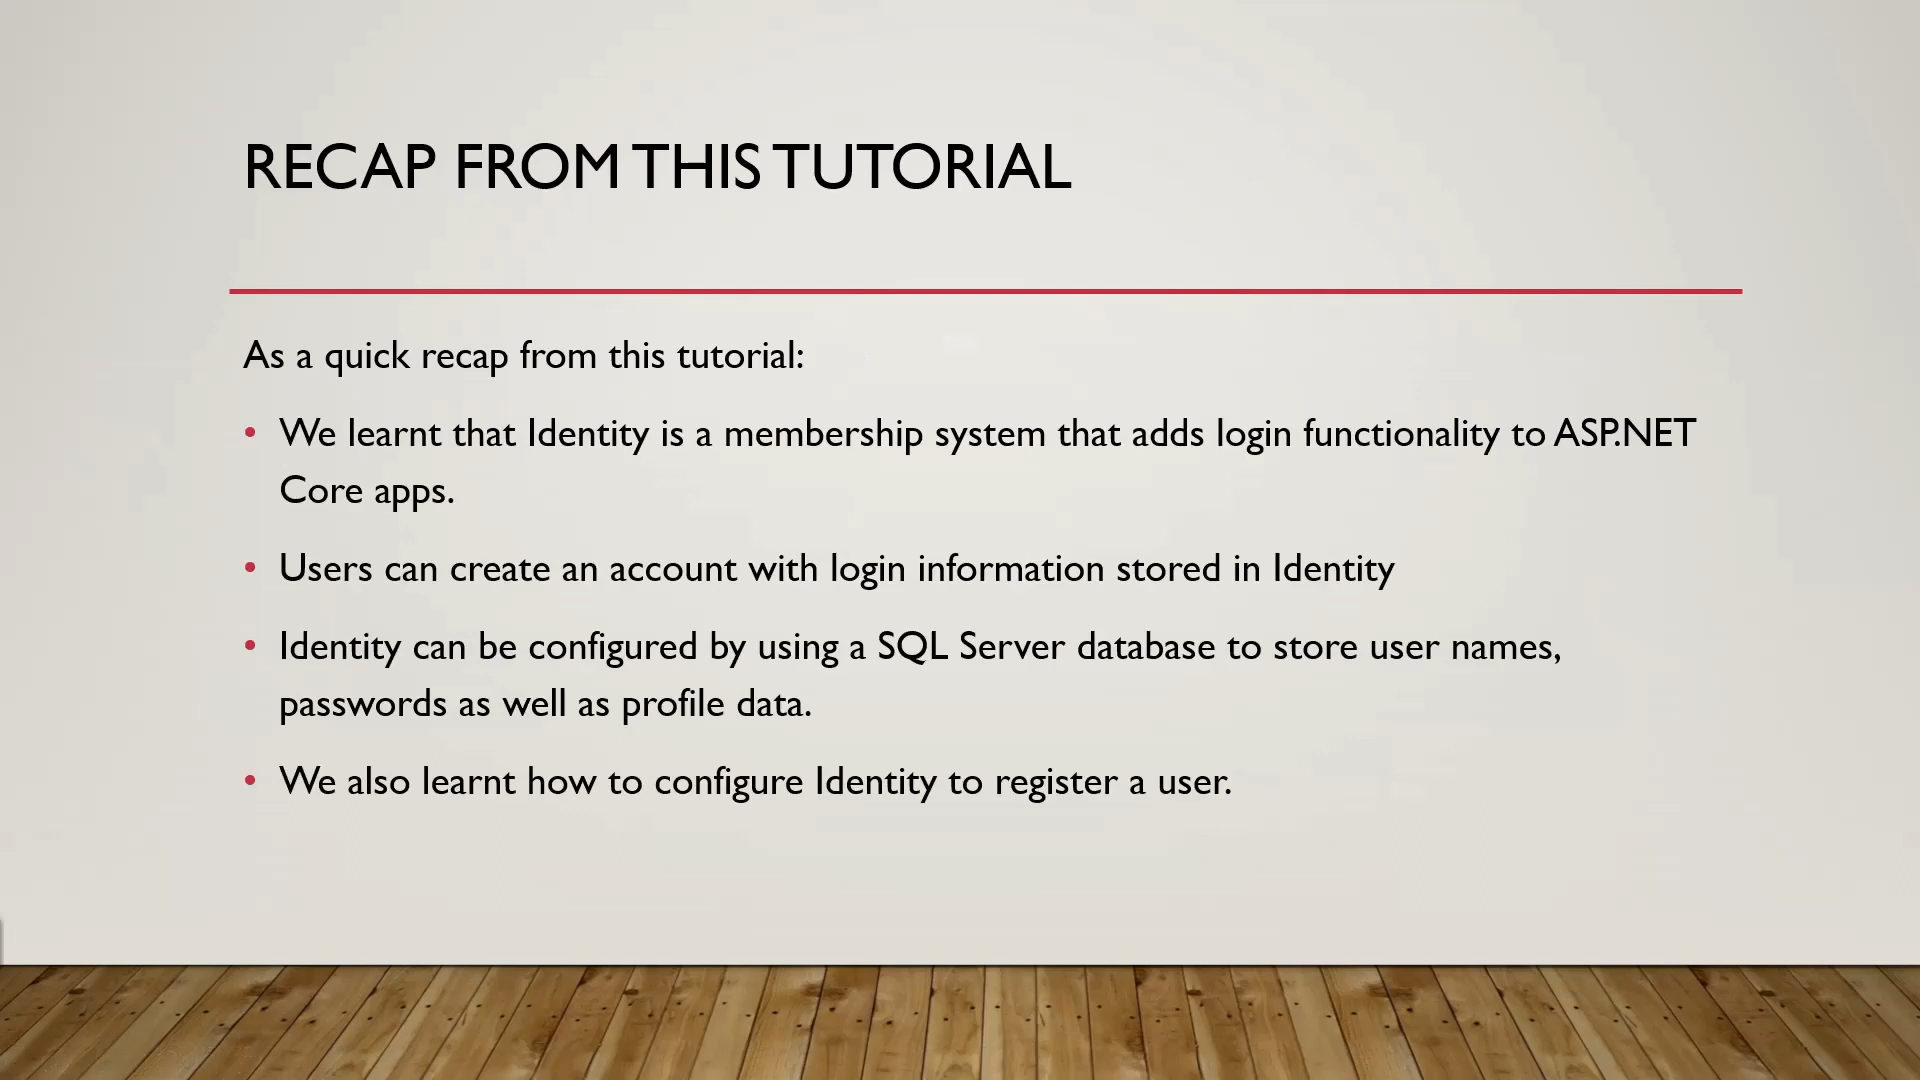 RECAP FROM THIS TUTORIAL
As a quick recap from this tutorial:
• We learnt that Identity is a membership system that adds login functionality to ASP.NET
Core apps.
• Users can create an account with login information stored in Identity
• Identity can be configured by using a SQL Server database to store user names,
passwords as well as profile data.
• We also learnt how to configure Identity to register a user.